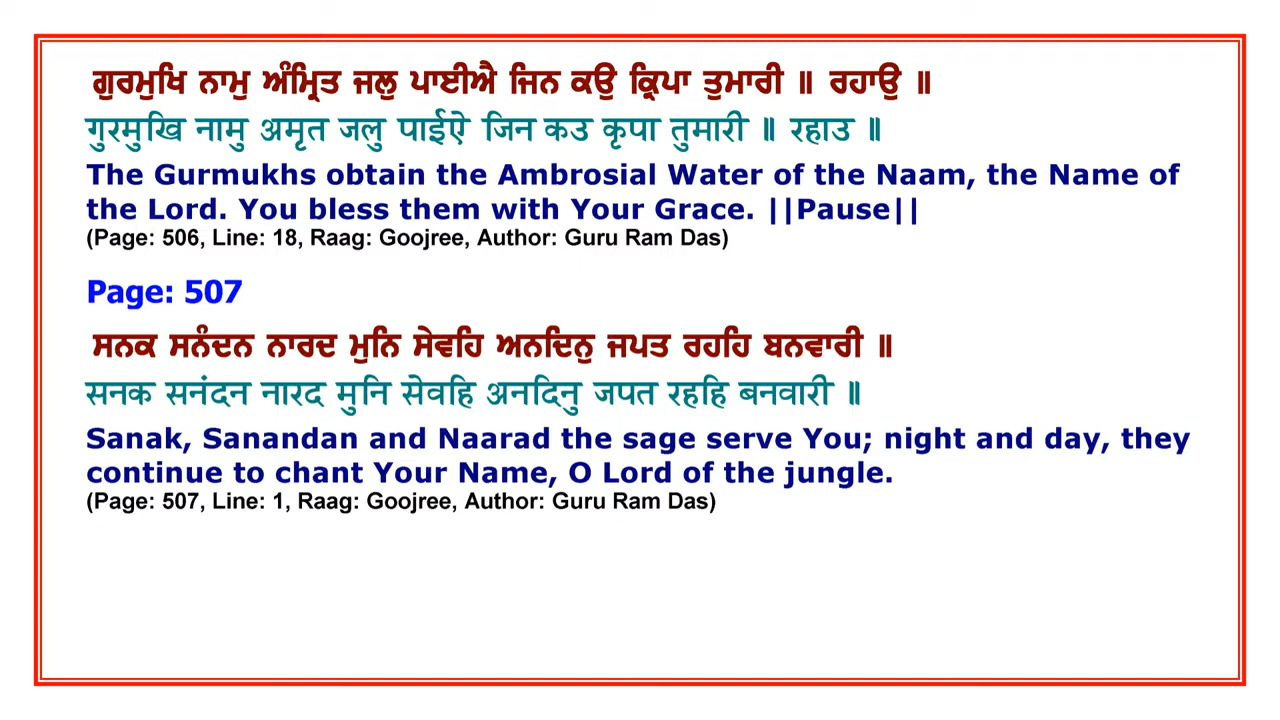 ਗੁਰਮੁਖਿ ਨਾਮੁ ਅੰਮ੍ਰਿਤ ਜਲੁ ਪਾਈਐ ਜਿਨ ਕਉ ਕ੍ਰਿਪਾ ਤੁਮਾਰੀ ॥ ਰਹਾਉ ॥
गुरमुखि नामु अमृत जलु पाईऐ जिन कउ कृपा तुमारी ॥ रहाउ ॥
The Gurmukhs obtain the Ambrosial Water of the Naam, the Name of
the Lord. You bless them with Your Grace. ||Pause||
(Page: 506, Line: 18, Raag: Goojree, Author: Guru Ram Das)
Page: 507
ਸਨਕ ਸਨੰਦਨ ਨਾਰਦ ਮੁਨਿ ਸੇਵਹਿ ਅਨਦਿਨੁ ਜਪਤ ਰਹਹਿ ਬਨਵਾਰੀ ॥
सनक सनंदन नारद मुनि सेवहि अनदिनु जपत रहहि बनवारी ॥
Sanak, Sanandan and Naarad the sage serve You; night and day, they
continue to chant Your Name, O Lord of the jungle.
(Page: 507, Line: 1, Raag: Goojree, Author: Guru Ram Das)